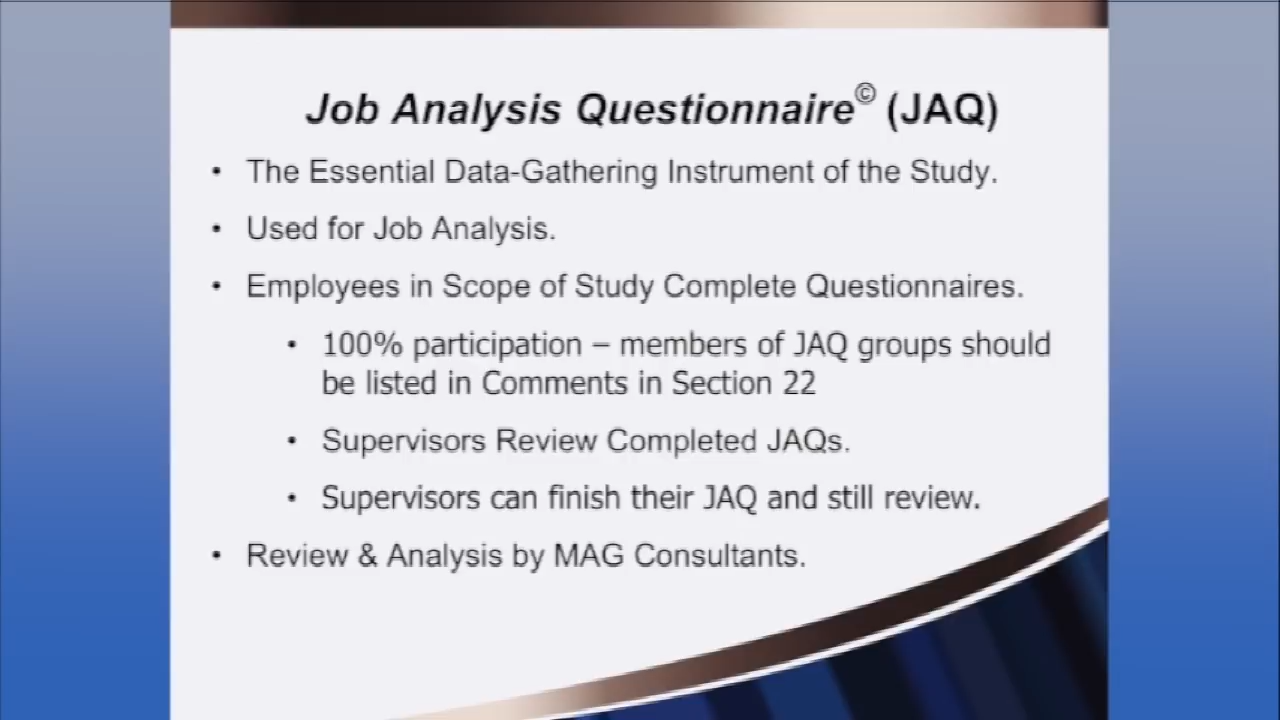 Job Analysis Questionnaire© (JAQ)
• The Essential Data-Gathering Instrument of the Study.
• Used for Job Analysis.
• Employees in Scope of Study Complete Questionnaires.
• 100% participation – members of JAQ groups should
be listed in Comments in Section 22
• Supervisors Review Completed JAQs.
• Supervisors can finish their JAQ and still review.
• Review & Analysis by MAG Consultants.